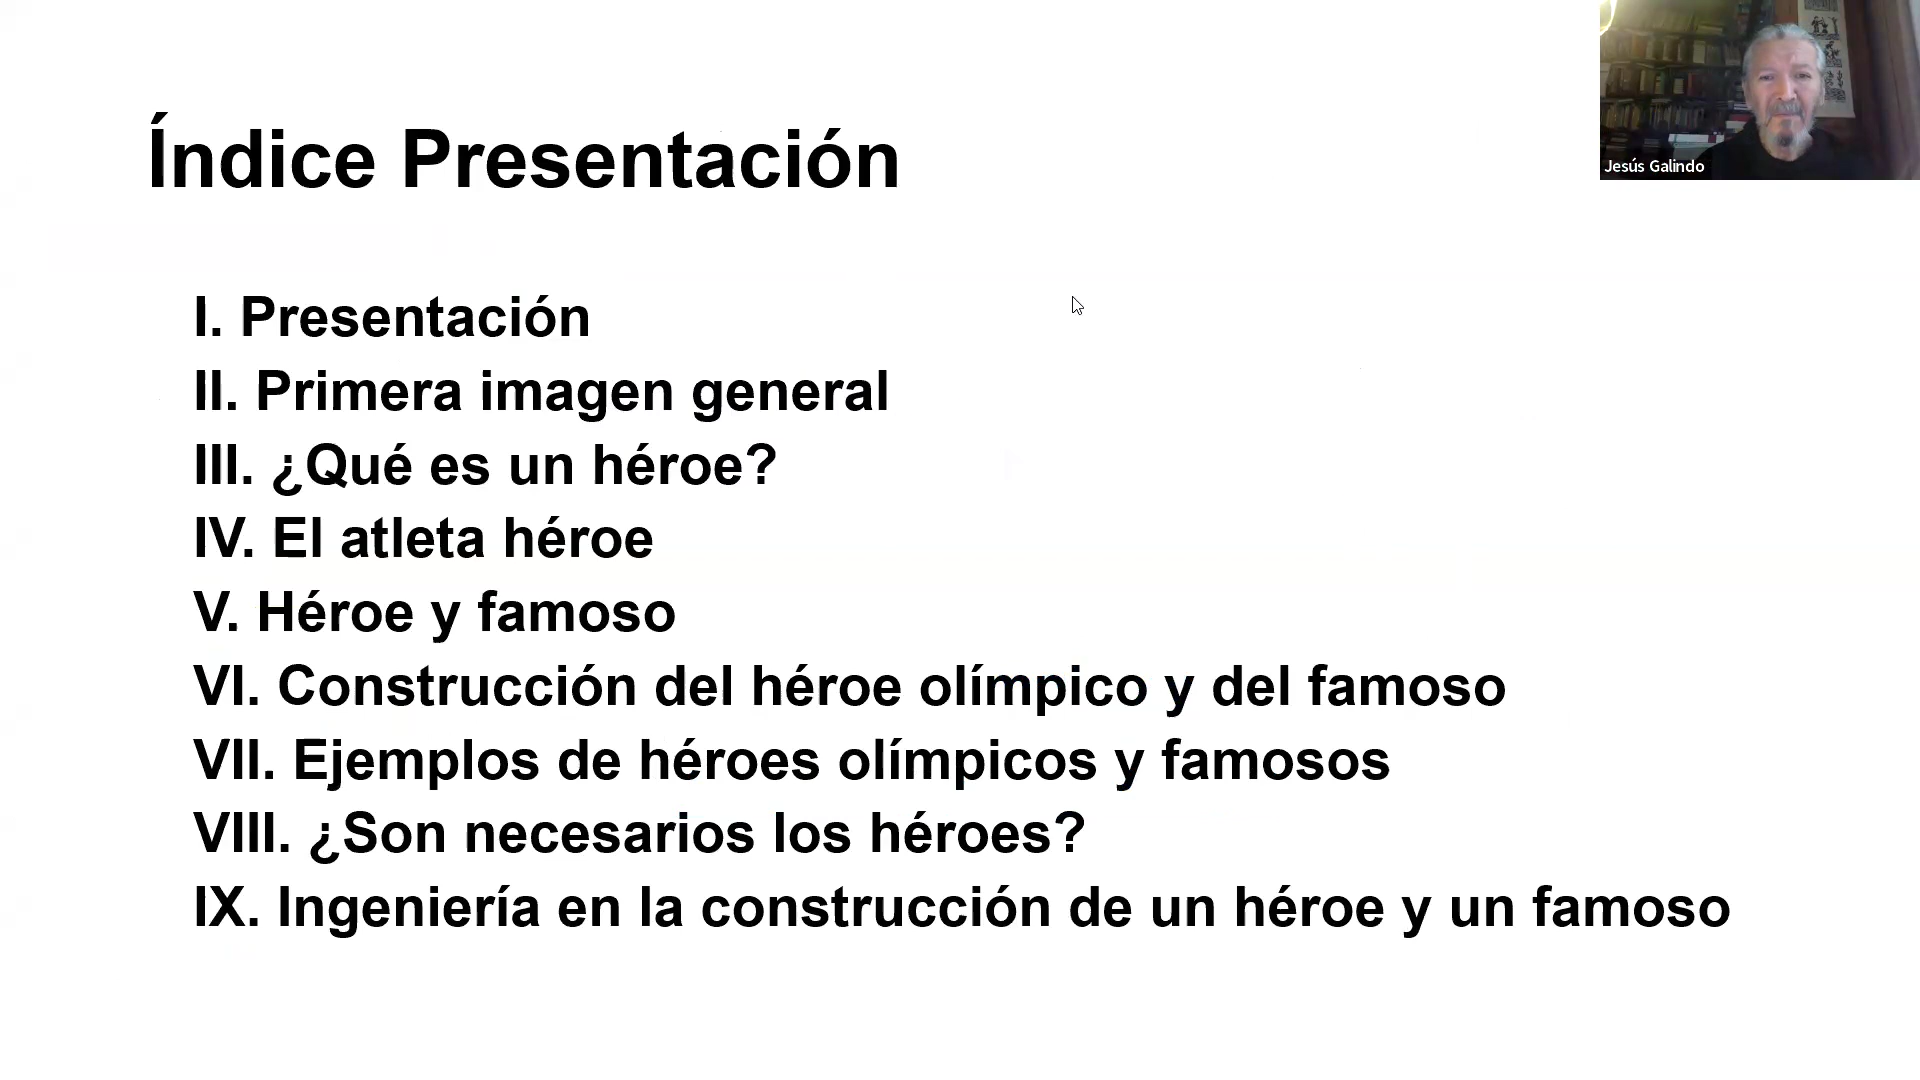 Índice Presentación
Jesús Galindo
I. Presentación
II. Primera imagen general
III. ¿Qué es un héroe?
IV. El atleta héroe
V. Héroe y famoso
VI. Construcción del héroe olímpico y del famoso
VII. Ejemplos de héroes olímpicos y famosos
VIII. ¿Son necesarios los héroes?
IX. Ingeniería en la construcción de un héroe y un famoso